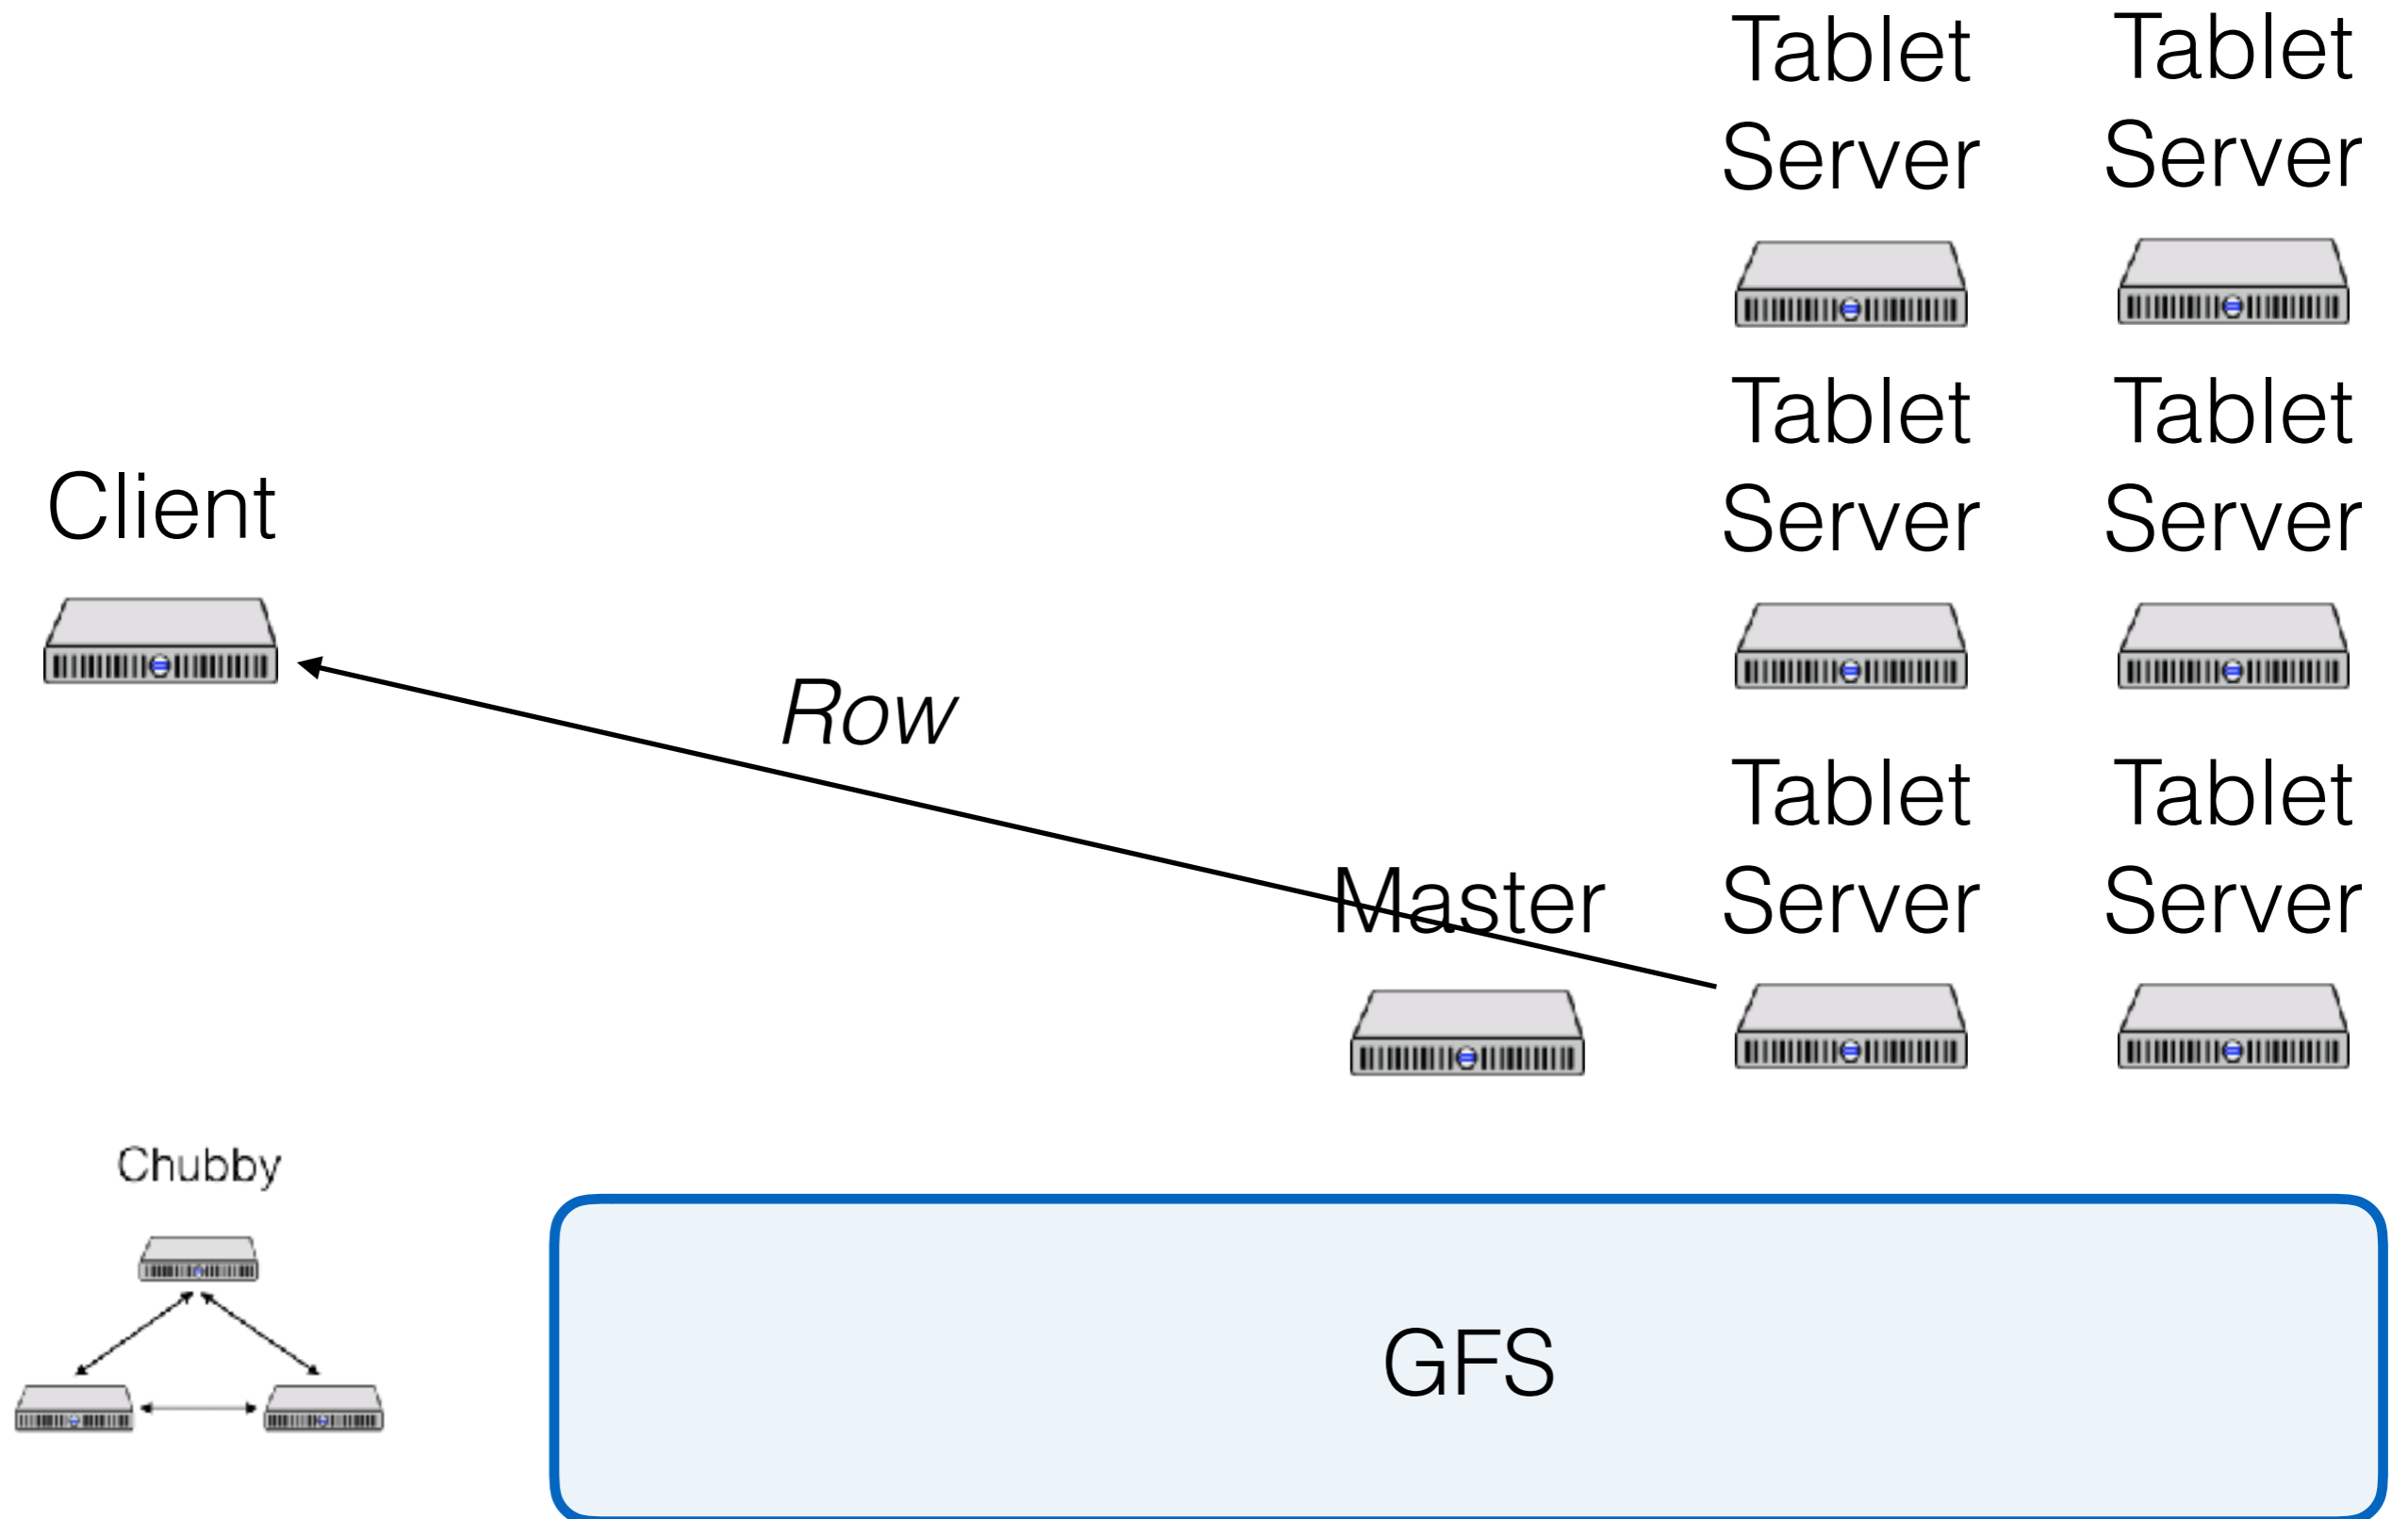 Tablet
Server
Tablet
Server
Tablet
Server
Tablet
Server
Client
Row
Tablet
Server
Tablet
Server
Master
Chubby
GFS